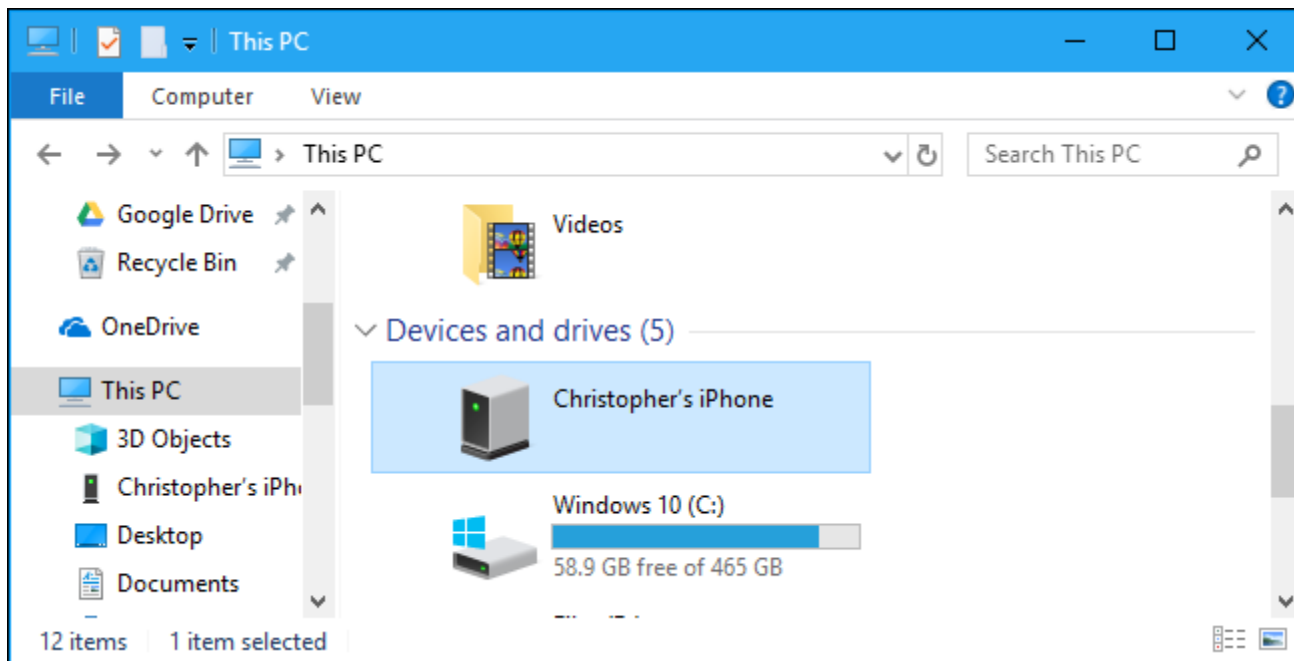 This PC
File Computer View
This PC
Search This PC
Google Drive
Recycle Bin
OneDrive
This PC
3D Objects
Christopher's iPh
Desktop
Documents
Videos
Devices and drives (5)
Christopher's iPhone
Windows 10 (C:)
58.9 GB free of 465 GB
12 items 1 item selected